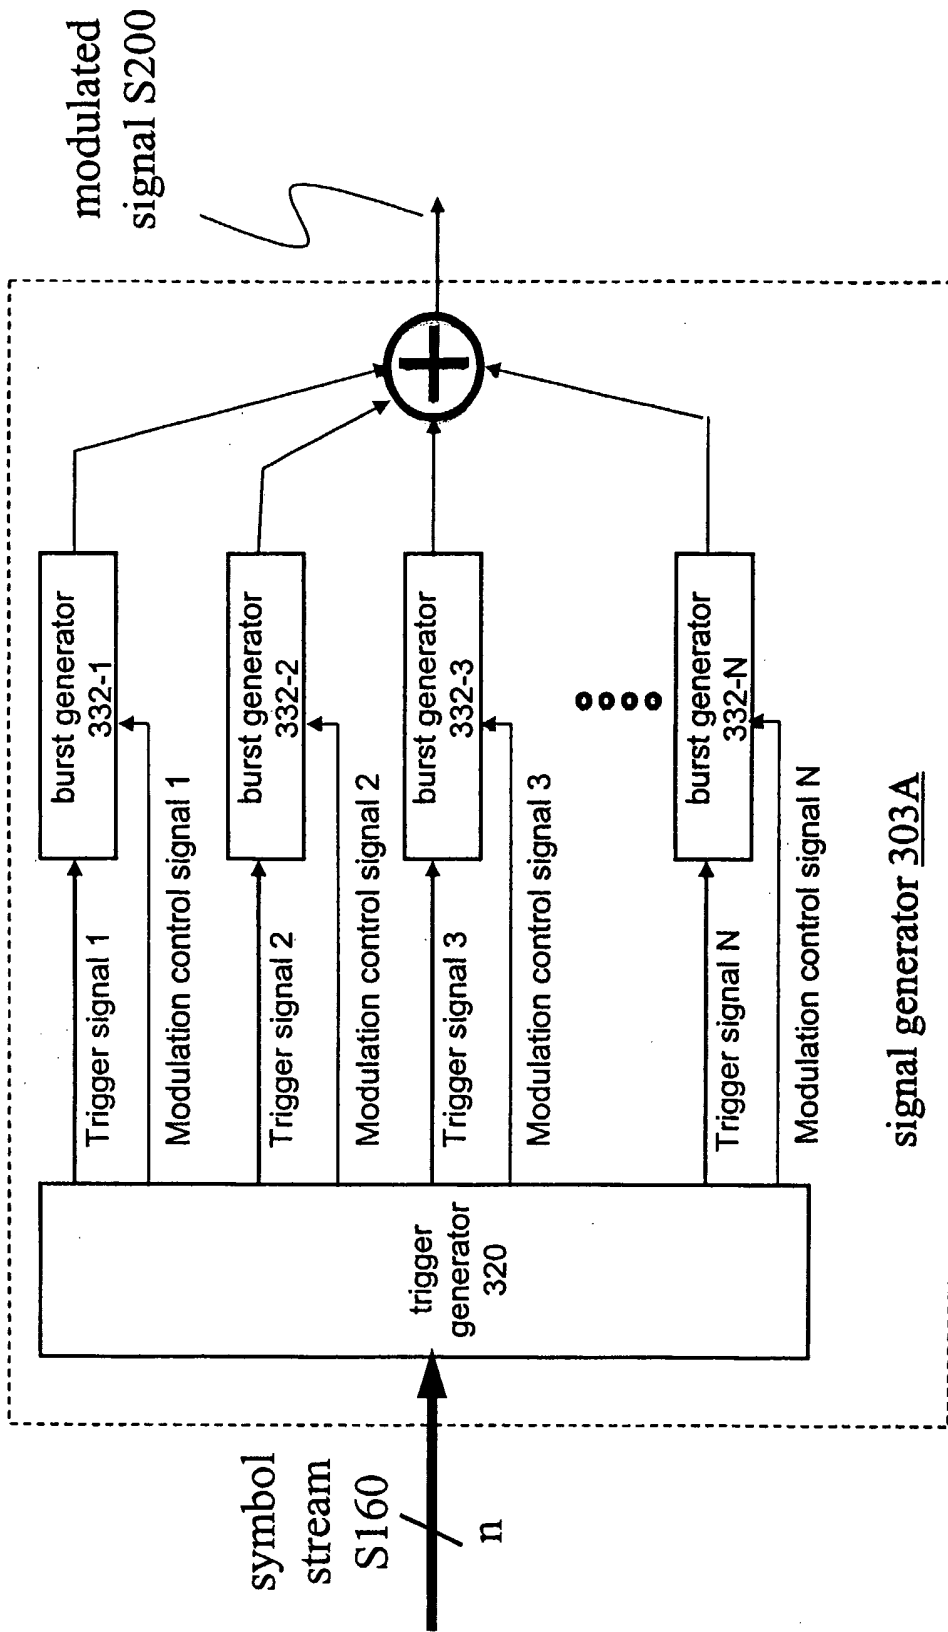 symbol
stream
S160
n
trigger
generator
320
Trigger signal 1
Modulation control signal 1
burst generator
332-1
Trigger signal 2
Modulation control signal 2
burst generator
332-2
Trigger signal 3
Modulation control signal 3
burst generator
332-3
Trigger signal N
Modulation control signal N
burst generator
332-N
modulated
signal S200
signal generator 303A